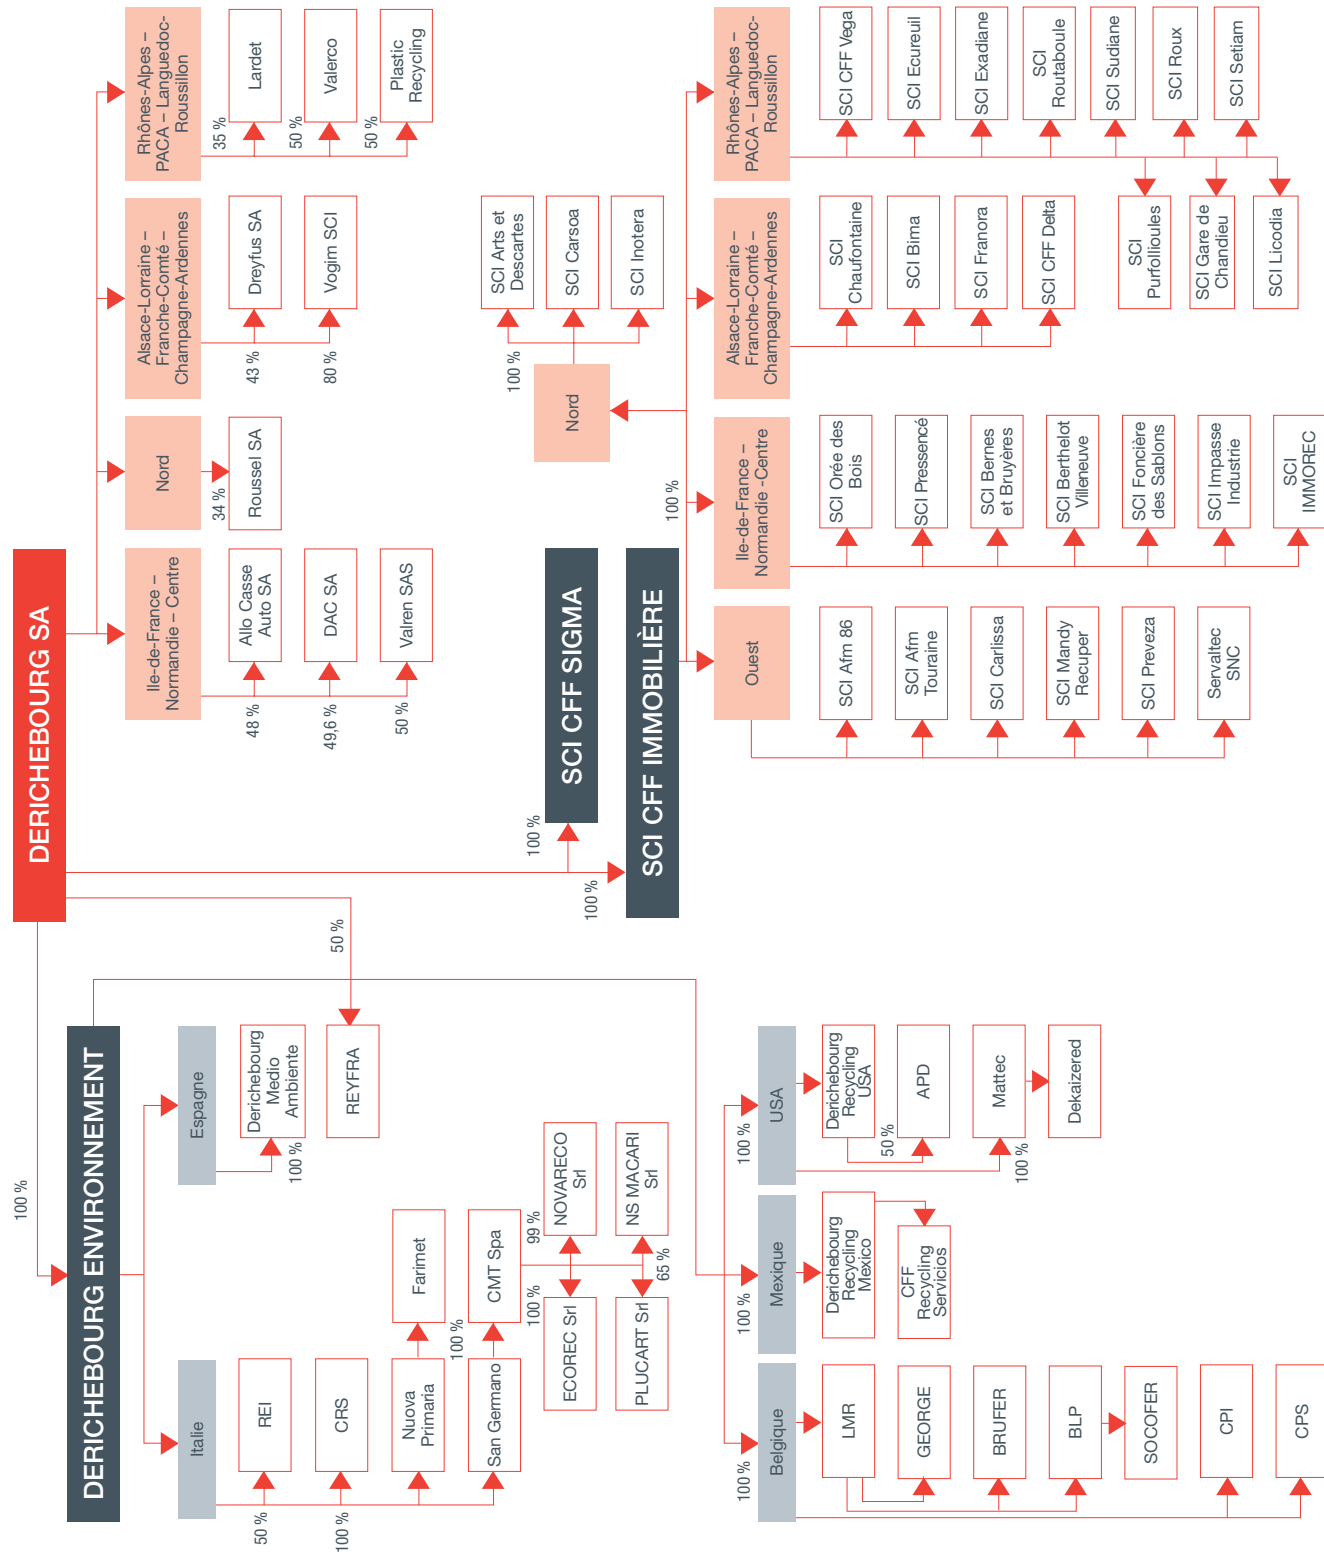 DERICHEBOURG SA
100 %
DERICHEBOURG ENVIRONNEMENT
Italie
50 %
REI
100 %
CRS
Nuova
Primaria
Farimet
San Germano
100 %
CMT Spa
100 %
99 %
ECOREC Srl
NOVARECO
Srl
65 %
PLUCART Srl
NS MACARI
Srl
Espagne
100 %
Derichebourg
Medio
Ambiente
50 %
REYFRA
100 %
Belgique
LMR
GEORGE
BRUFER
BLP
SOCOFER
CPI
CPS
100 %
Mexique
Derichebourg
Recycling
Mexico
CFF
Recycling
Servicios
100 %
USA
Derichebourg
Recycling
USA
50 %
APD
100 %
Mattec
Dekaizered
Ile-de-France –
Normandie – Centre
48 %
Allo Casse
Auto SA
49,6 %
DAC SA
50 %
Valren SAS
Nord
34 %
Roussel SA
Alsace-Lorraine –
Franche-Comté –
Champagne-Ardennes
43 %
Dreyfus SA
80 %
Vogim SCI
Rhônes-Alpes –
PACA – Languedoc-
Roussillon
35 %
Lardet
50 %
Valerco
50 %
Plastic
Recycling
100 %
SCI CFF SIGMA
100 %
SCI CFF IMMOBILIÈRE
100 %
Nord
100 %
SCI Arts et
Descartes
SCI Carsoa
SCI Inotera
Ouest
SCI Afm 86
SCI Afm
Touraine
SCI Carlissa
SCI Mandy
Recuper
SCI Preveza
Servaltec
SNC
Ile-de-France –
Normandie -Centre
SCI Orée des
Bois
SCI Pressencé
SCI Bernes
et Bruyères
SCI Berthelot
Villeneuve
SCI Foncière
des Sablons
SCI Impasse
Industrie
SCI
IMMOREC
Alsace-Lorraine –
Franche-Comté –
Champagne-Ardennes
SCI
Chaufontaine
SCI Bima
SCI Franora
SCI CFF Delta
Rhônes-Alpes –
PACA – Languedoc-
Roussillon
SCI CFF Vega
SCI Ecureuil
SCI Exadiane
SCI
Routaboule
SCI Sudiane
SCI Roux
SCI Setiam
SCI
Purfollioules
SCI Gare de
Chandieu
SCI Licodia